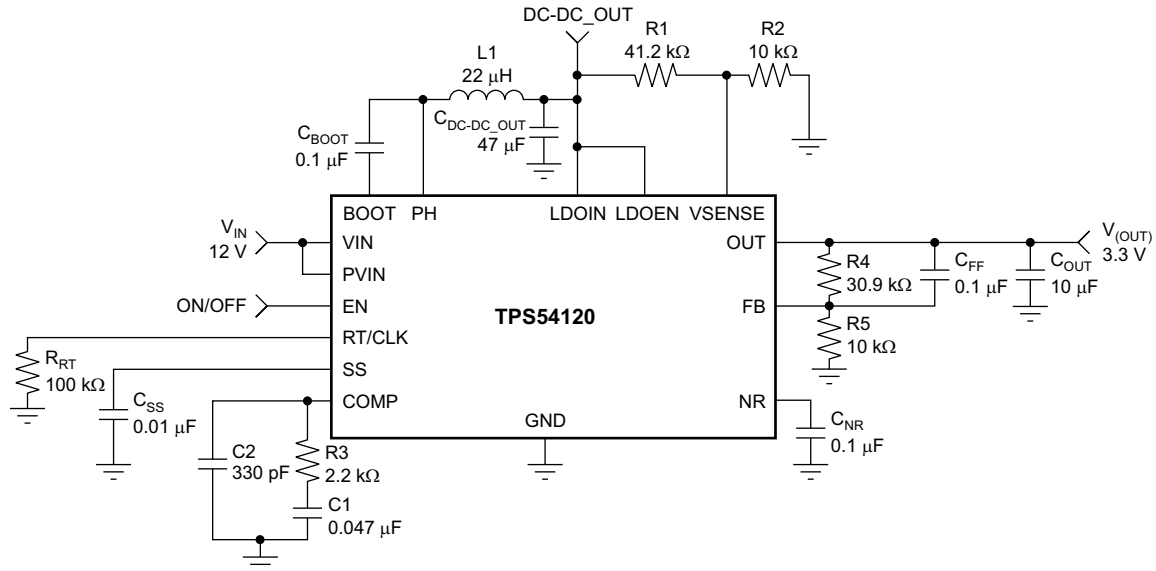 DC-DC_OUT
R1
41.2 kΩ
R2
10 kΩ
L1
22 μH
C_BOOT
0.1 μF
C_DC-DC_OUT
47 μF
BOOT PH LDOIN LDOEN VSENSE
V_IN
12 V
VIN
PVIN
ON/OFF
EN
RT/CLK
SS
COMP
TPS54120
GND
OUT
FB
NR
R_RT
100 kΩ
C_SS
0.01 μF
C2
330 pF
R3
2.2 kΩ
C1
0.047 μF
R4
30.9 kΩ
R5
10 kΩ
C_FF
0.1 μF
C_OUT
10 μF
V_(OUT)
3.3 V
C_NR
0.1 μF